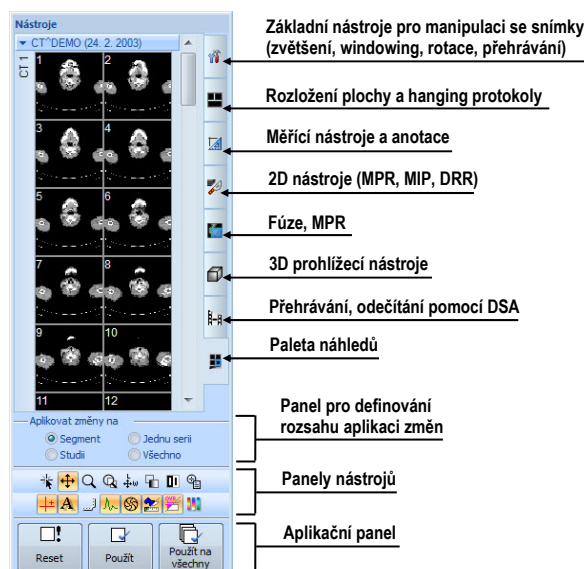 Nástroje
CT^DEMO (24. 2. 2003)
CT 1
1 2
3 4
5 6
7 8
9 10
11 12
Aplikovat změny na
Segment Jednu serii
Studii Všechno
Reset
Použít
Použít na
všechny
Základní nástroje pro manipulaci se snímky
(zvětšení, windowing, rotace, přehrávání)
Rozložení plochy a hanging protokoly
Měřící nástroje a anotace
2D nástroje (MPR, MIP, DRR)
Fúze, MPR
3D prohlížecí nástroje
Přehrávání, odečítání pomocí DSA
Paleta náhledů
Panel pro definování
rozsahu aplikaci změn
Panely nástrojů
Aplikační panel